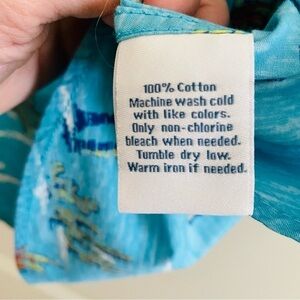 100% Cotton
Machine wash cold
with like colors.
Only non-chlorine
bleach when needed.
Tumble dry low.
Warm iron if needed.